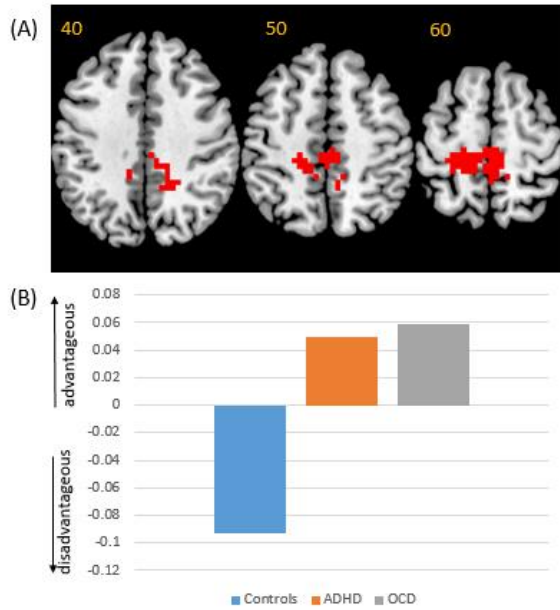 (A)
40 50 60
(B)
0.08
0.06
0.04
0.02
0
-0.02
-0.04
-0.06
-0.08
-0.1
-0.12
advantageous
disadvantageous
Controls ADHD OCD